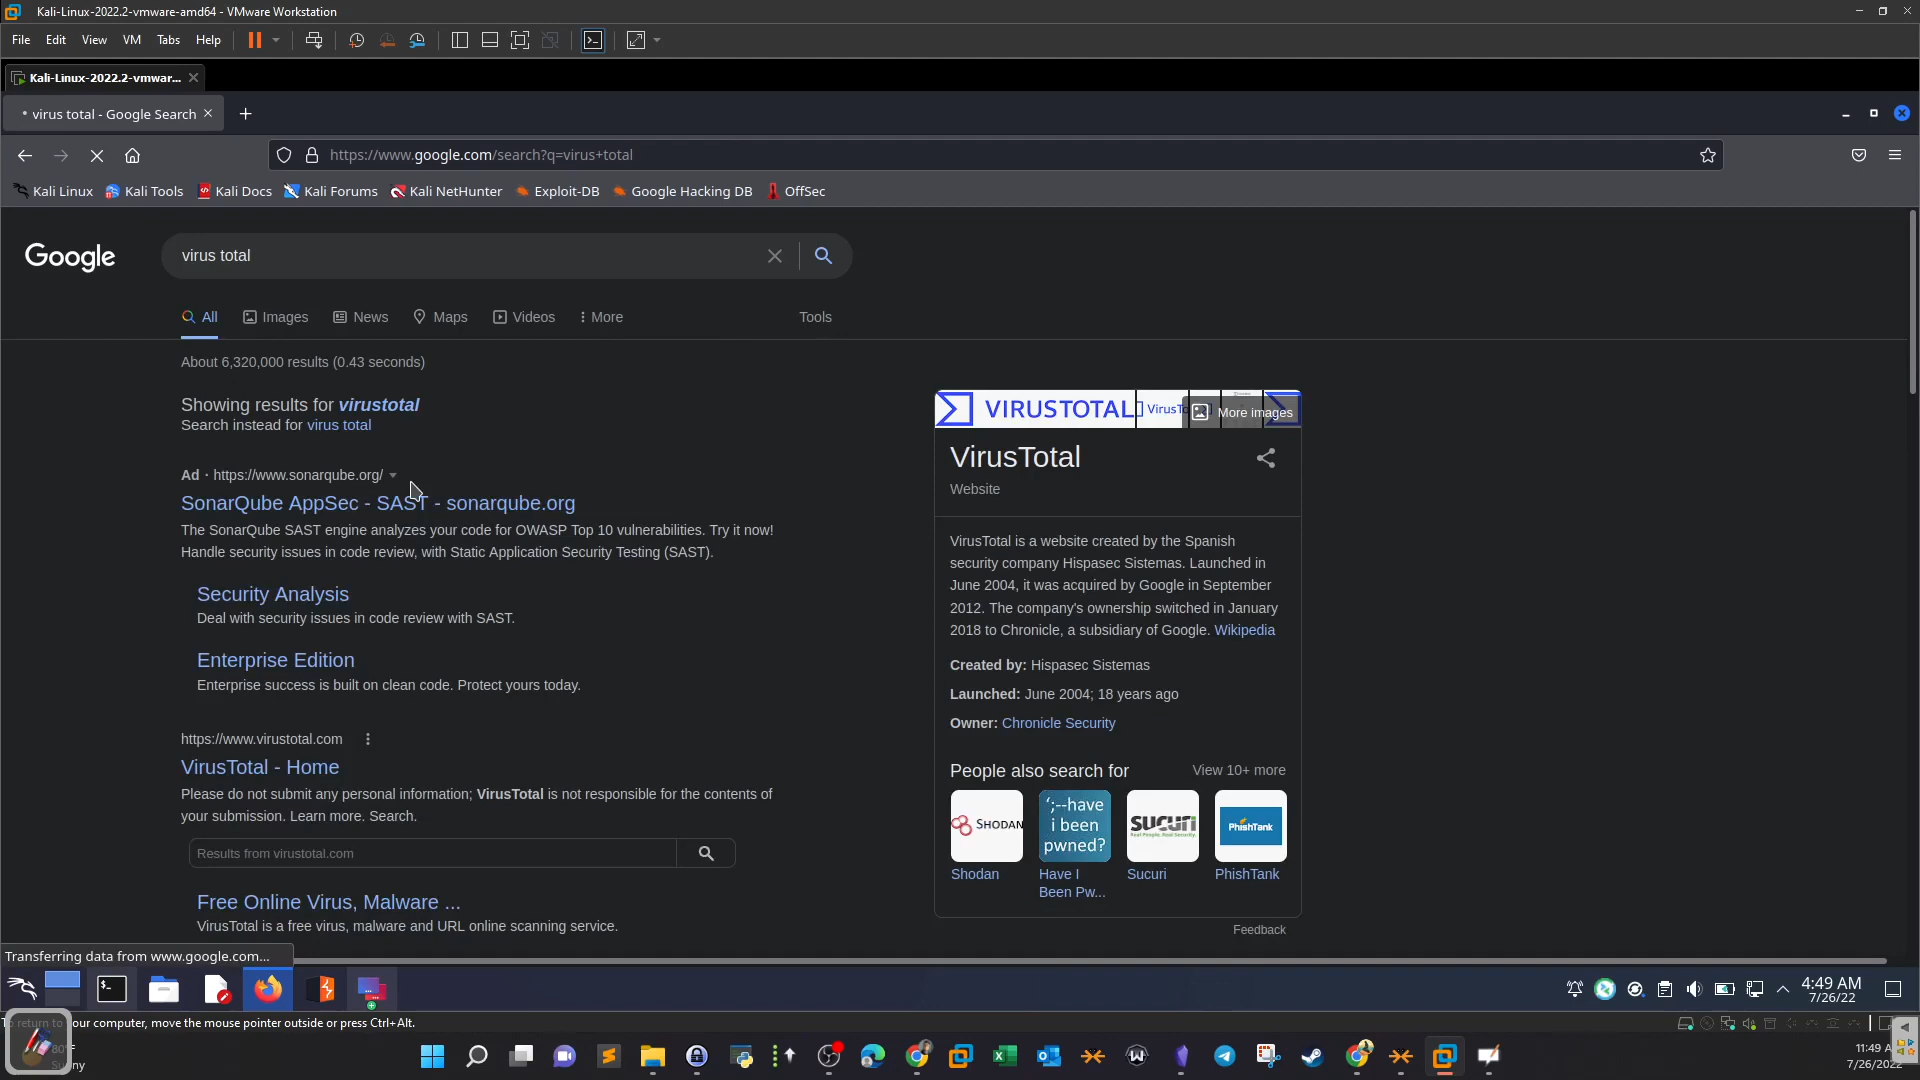 Kali-Linux-2022.2-vmware-amd64 - VMware Workstation
File Edit View VM Tabs Help
Kali-Linux-2022.2-vmwar...
virus total - Google Search
https://www.google.com/search?q=virus+total
Kali Linux Kali Tools Kali Docs Kali Forums Kali NetHunter Exploit-DB Google Hacking DB OffSec
Google
virus total
All Images News Maps Videos More Tools
About 6,320,000 results (0.43 seconds)
Showing results for virustotal
Search instead for virus total
Ad · https://www.sonarqube.org/
SonarQube AppSec - SAST - sonarqube.org
The SonarQube SAST engine analyzes your code for OWASP Top 10 vulnerabilities. Try it now!
Handle security issues in code review, with Static Application Security Testing (SAST).
Security Analysis
Deal with security issues in code review with SAST.
Enterprise Edition
Enterprise success is built on clean code. Protect yours today.
https://www.virustotal.com
VirusTotal - Home
Please do not submit any personal information; VirusTotal is not responsible for the contents of
your submission. Learn more. Search.
Results from virustotal.com
Free Online Virus, Malware ...
VirusTotal is a free virus, malware and URL online scanning service.
VIRUSTOTAL
More images
VirusTotal
Website
VirusTotal is a website created by the Spanish
security company Hispasec Sistemas. Launched in
June 2004, it was acquired by Google in September
2012. The company's ownership switched in January
2018 to Chronicle, a subsidiary of Google. Wikipedia
Created by: Hispasec Sistemas
Launched: June 2004; 18 years ago
Owner: Chronicle Security
People also search for View 10+ more
SHODAN
';--have
i been
pwned?
SUCURI
PhishTank
Shodan
Have I
Been Pw...
Sucuri
PhishTank
Feedback
Transferring data from www.google.com...
4:49 AM
7/26/22
To return to your computer, move the mouse pointer outside or press Ctrl+Alt.
80°F
11:49
7/26/2022